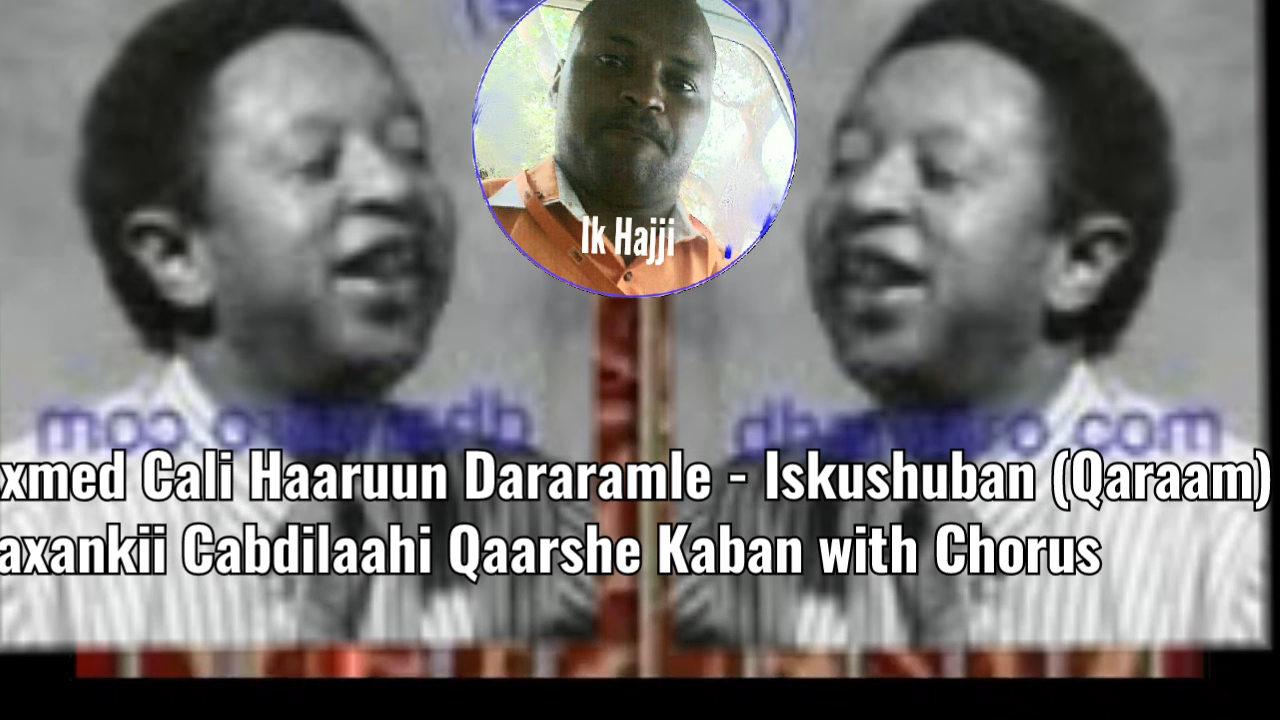 Ik Hajji
xmed Cali Haaruun Dararamle - Iskushuban (Qaraam)
axankii Cabdilaahi Qaarshe Kaban with Chorus